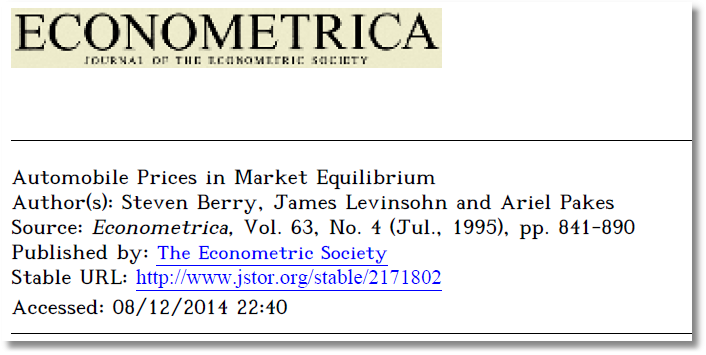 ECONOMETRICA
JOURNAL OF THE ECONOMETRIC SOCIETY
Automobile Prices in Market Equilibrium
Author(s): Steven Berry, James Levinsohn and Ariel Pakes
Source: Econometrica, Vol. 63, No. 4 (Jul., 1995), pp. 841-890
Published by: The Econometric Society
Stable URL: http://www.jstor.org/stable/2171802
Accessed: 08/12/2014 22:40